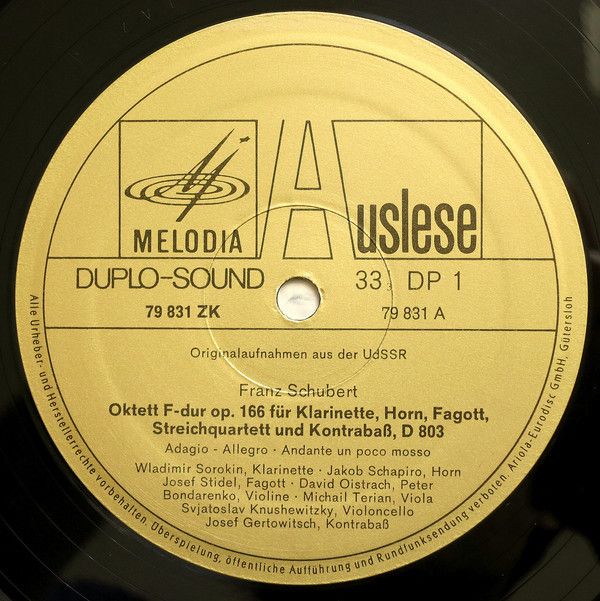 Auslese
MELODIA
DUPLO-SOUND 33⅓ DP 1
79 831 ZK 79 831 A
Originalaufnahmen aus der UdSSR
Franz Schubert
Oktett F-dur op. 166 für Klarinette, Horn, Fagott,
Streichquartett und Kontrabaß, D 803
Adagio - Allegro · Andante un poco mosso
Wladimir Sorokin, Klarinette · Jakob Schapiro, Horn
Josef Stidel, Fagott · David Oistrach, Peter
Bondarenko, Violine · Michail Terian, Viola
Svjatoslav Knushewitzky, Violoncello
Josef Gertowitsch, Kontrabaß
Alle Urheber- und Herstellerrechte vorbehalten. Überspielung, öffentliche Aufführung und Rundfunksendung verboten. Ariola-Eurodisc GmbH, Gütersloh